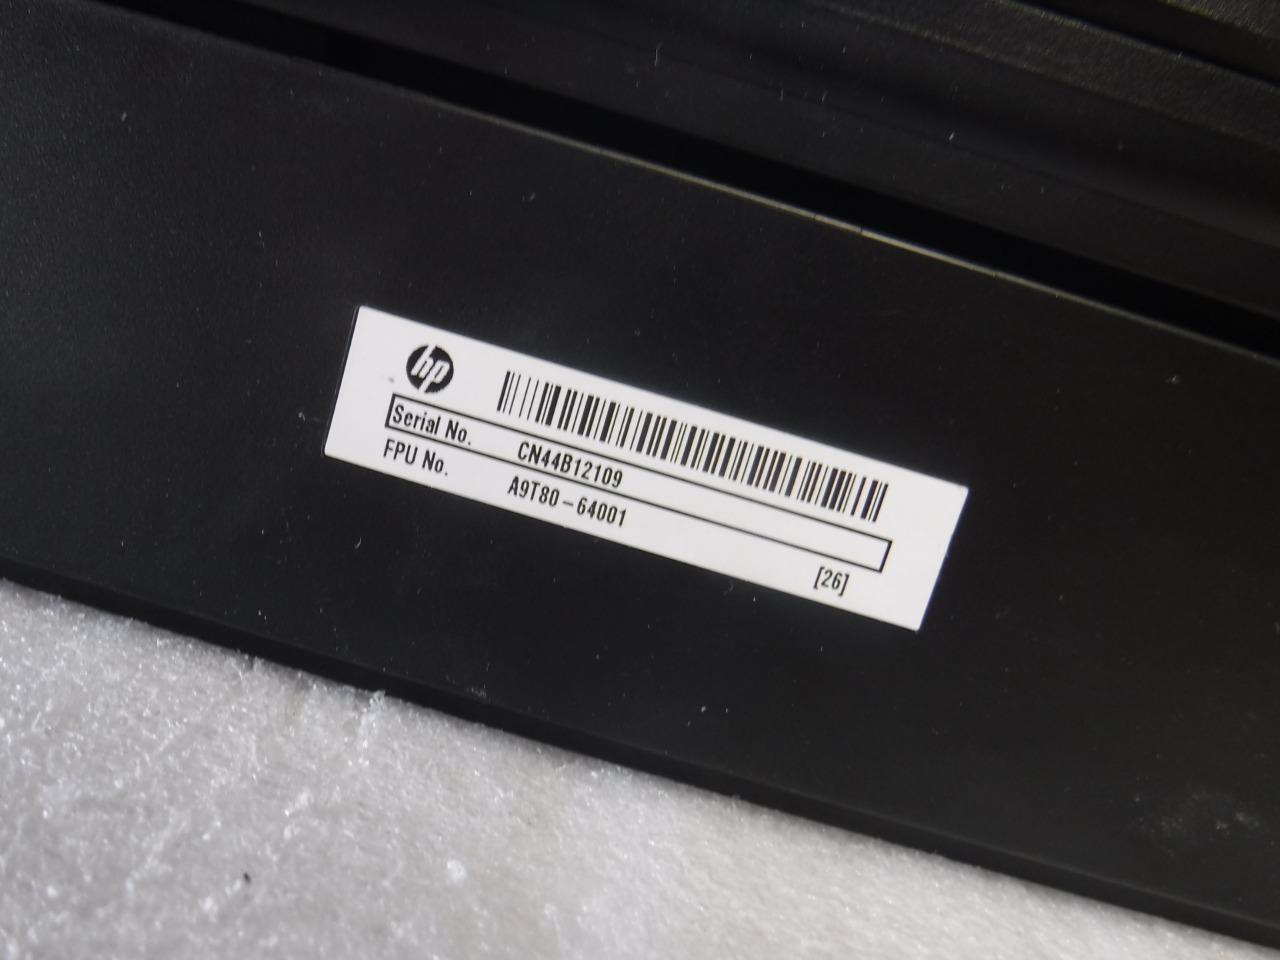 hp
Serial No. CN44B12109
FPU No. A9T80-64001
[26]